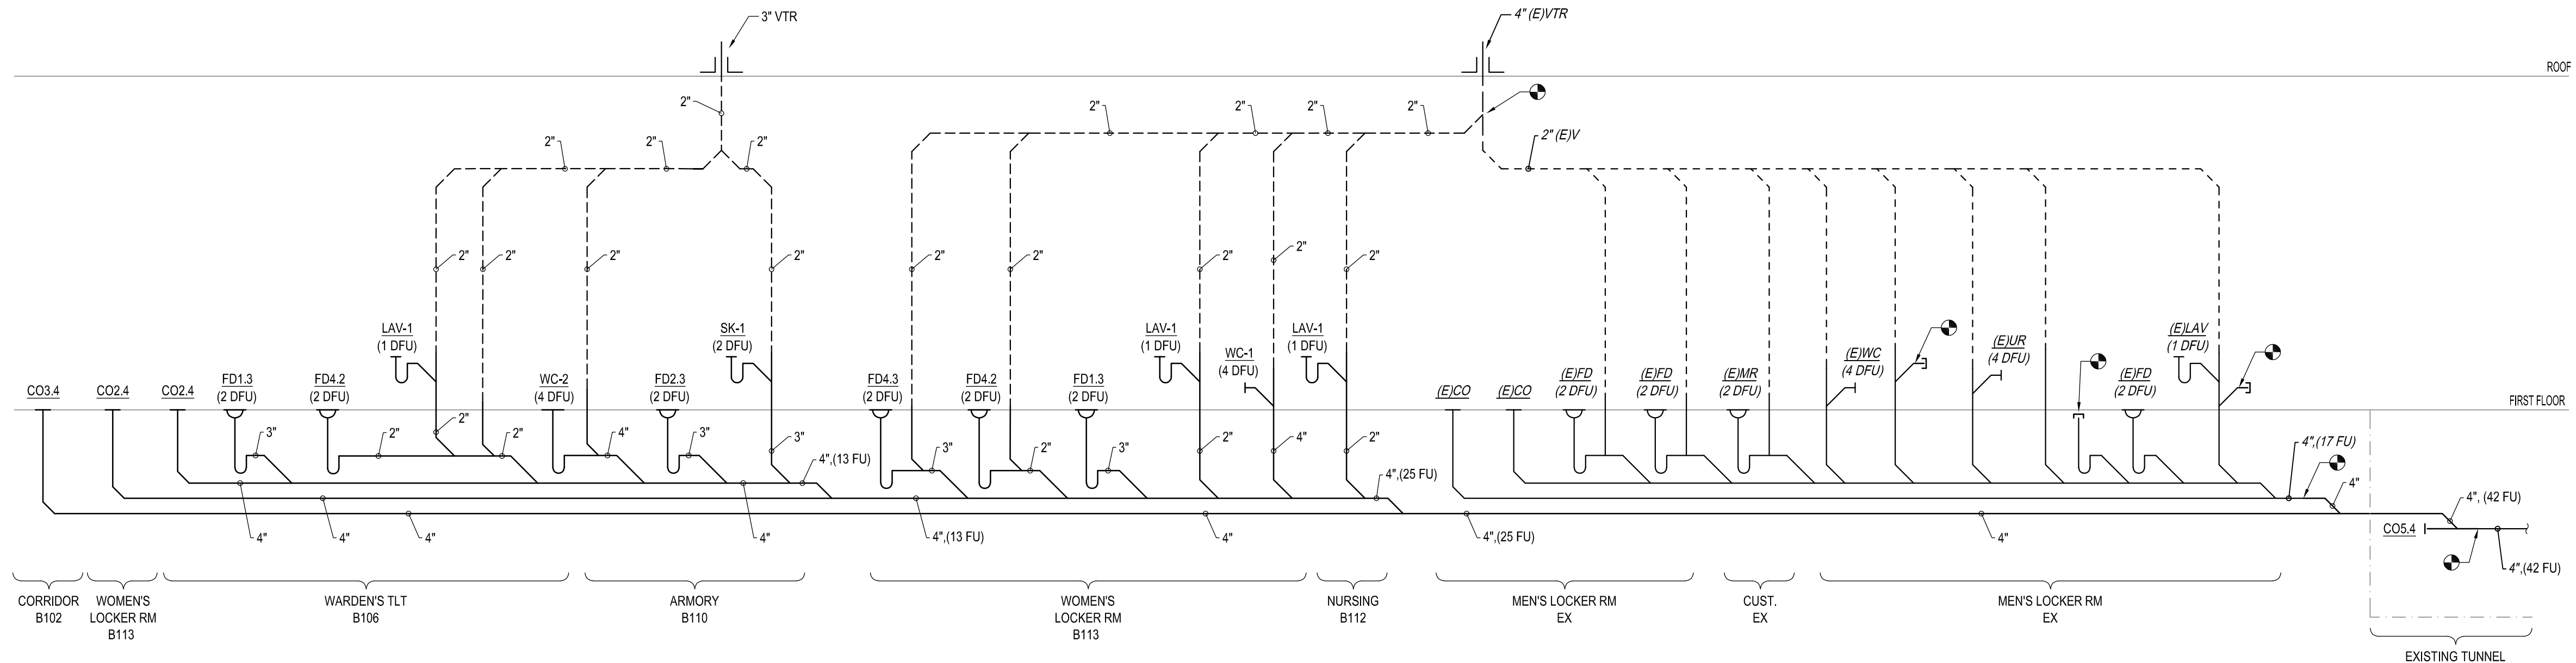 3" VTR
4" (E)VTR
ROOF
2"
2"
2"
2"
2"
2"
2"
2"
2" (E)V
2"
2"
2"
2"
2"
2"
2"
2"
2"
LAV-1
(1 DFU)
SK-1
(2 DFU)
LAV-1
(1 DFU)
WC-1
(4 DFU)
LAV-1
(1 DFU)
(E)WC
(4 DFU)
(E)UR
(4 DFU)
(E)LAV
(1 DFU)
CO3.4
CO2.4
CO2.4
FD1.3
(2 DFU)
FD4.2
(2 DFU)
WC-2
(4 DFU)
FD2.3
(2 DFU)
FD4.3
(2 DFU)
FD4.2
(2 DFU)
FD1.3
(2 DFU)
(E)CO
(E)CO
(E)FD
(2 DFU)
(E)FD
(2 DFU)
(E)MR
(2 DFU)
(E)FD
(2 DFU)
FIRST FLOOR
3"
2"
2"
2"
4"
3"
3"
4",(13 FU)
3"
2"
3"
2"
4"
2"
4",(25 FU)
4",(17 FU)
4"
4", (42 FU)
4"
4"
4"
4"
4",(13 FU)
4"
4",(25 FU)
4"
CO5.4
4",(42 FU)
CORRIDOR
B102
WOMEN'S
LOCKER RM
B113
WARDEN'S TLT
B106
ARMORY
B110
WOMEN'S
LOCKER RM
B113
NURSING
B112
MEN'S LOCKER RM
EX
CUST.
EX
MEN'S LOCKER RM
EX
EXISTING TUNNEL